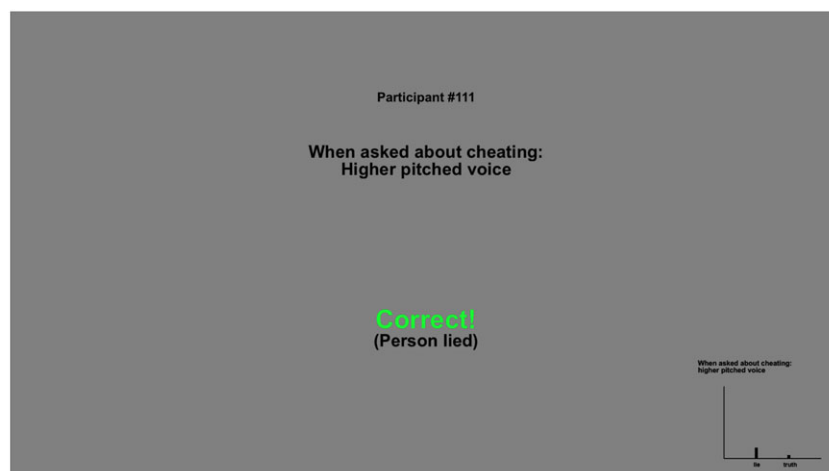 Participant #111
When asked about cheating:
Higher pitched voice
Correct!
(Person lied)
When asked about cheating:
higher pitched voice
lie truth